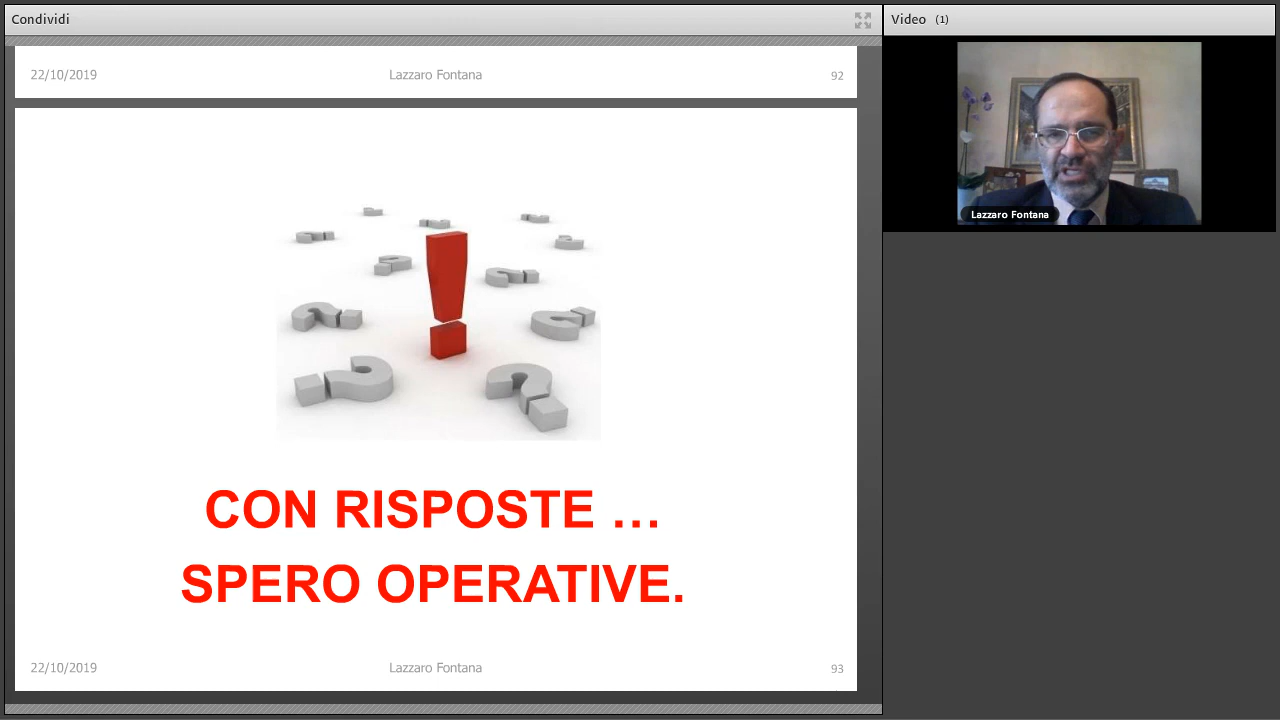 Condividi
Video (1)
22/10/2019 Lazzaro Fontana 92
Lazzaro Fontana
CON RISPOSTE …
SPERO OPERATIVE.
22/10/2019 Lazzaro Fontana 93